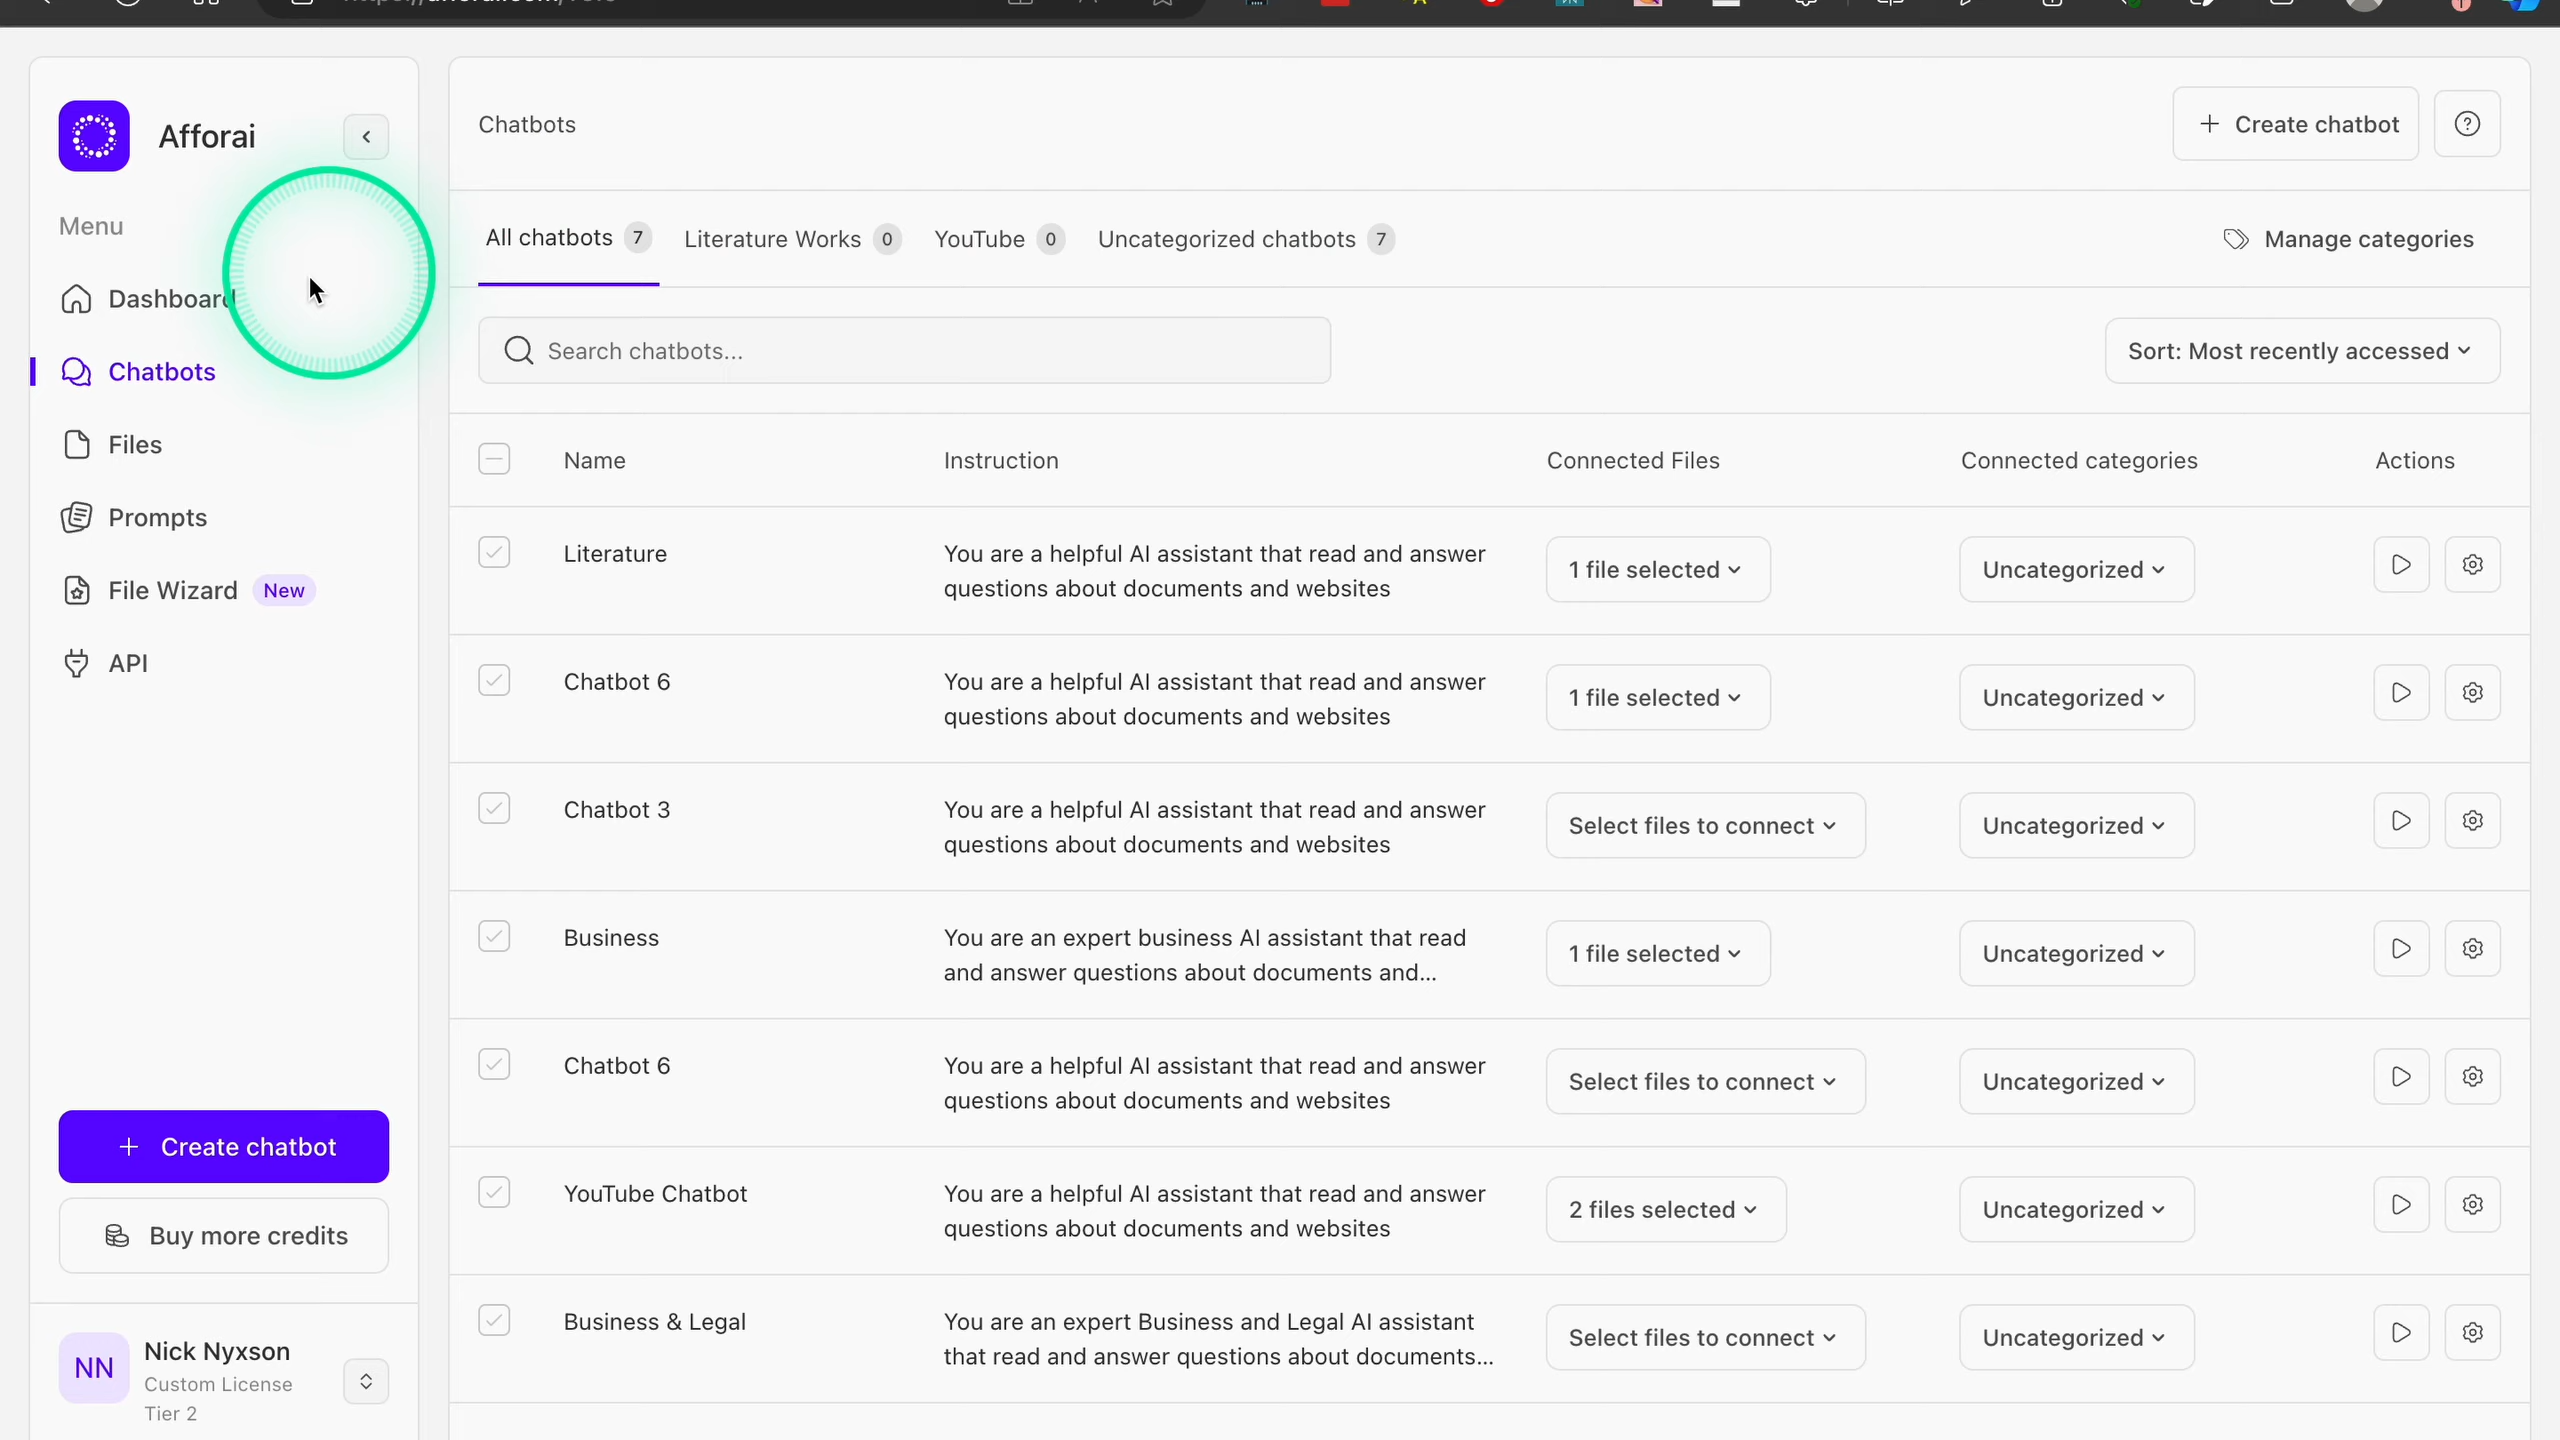 Afforai
Menu
Dashboard
Chatbots
Files
Prompts
File Wizard New
API
+ Create chatbot
Buy more credits
NN
Nick Nyxson
Custom License
Tier 2
Chatbots
+ Create chatbot
All chatbots 7 Literature Works 0 YouTube 0 Uncategorized chatbots 7 Manage categories
Search chatbots... Sort: Most recently accessed
Name Instruction Connected Files Connected categories Actions
Literature You are a helpful AI assistant that read and answer 1 file selected Uncategorized
questions about documents and websites
Chatbot 6 You are a helpful AI assistant that read and answer 1 file selected Uncategorized
questions about documents and websites
Chatbot 3 You are a helpful AI assistant that read and answer Select files to connect Uncategorized
questions about documents and websites
Business You are an expert business AI assistant that read 1 file selected Uncategorized
and answer questions about documents and...
Chatbot 6 You are a helpful AI assistant that read and answer Select files to connect Uncategorized
questions about documents and websites
YouTube Chatbot You are a helpful AI assistant that read and answer 2 files selected Uncategorized
questions about documents and websites
Business & Legal You are an expert Business and Legal AI assistant Select files to connect Uncategorized
that read and answer questions about documents...